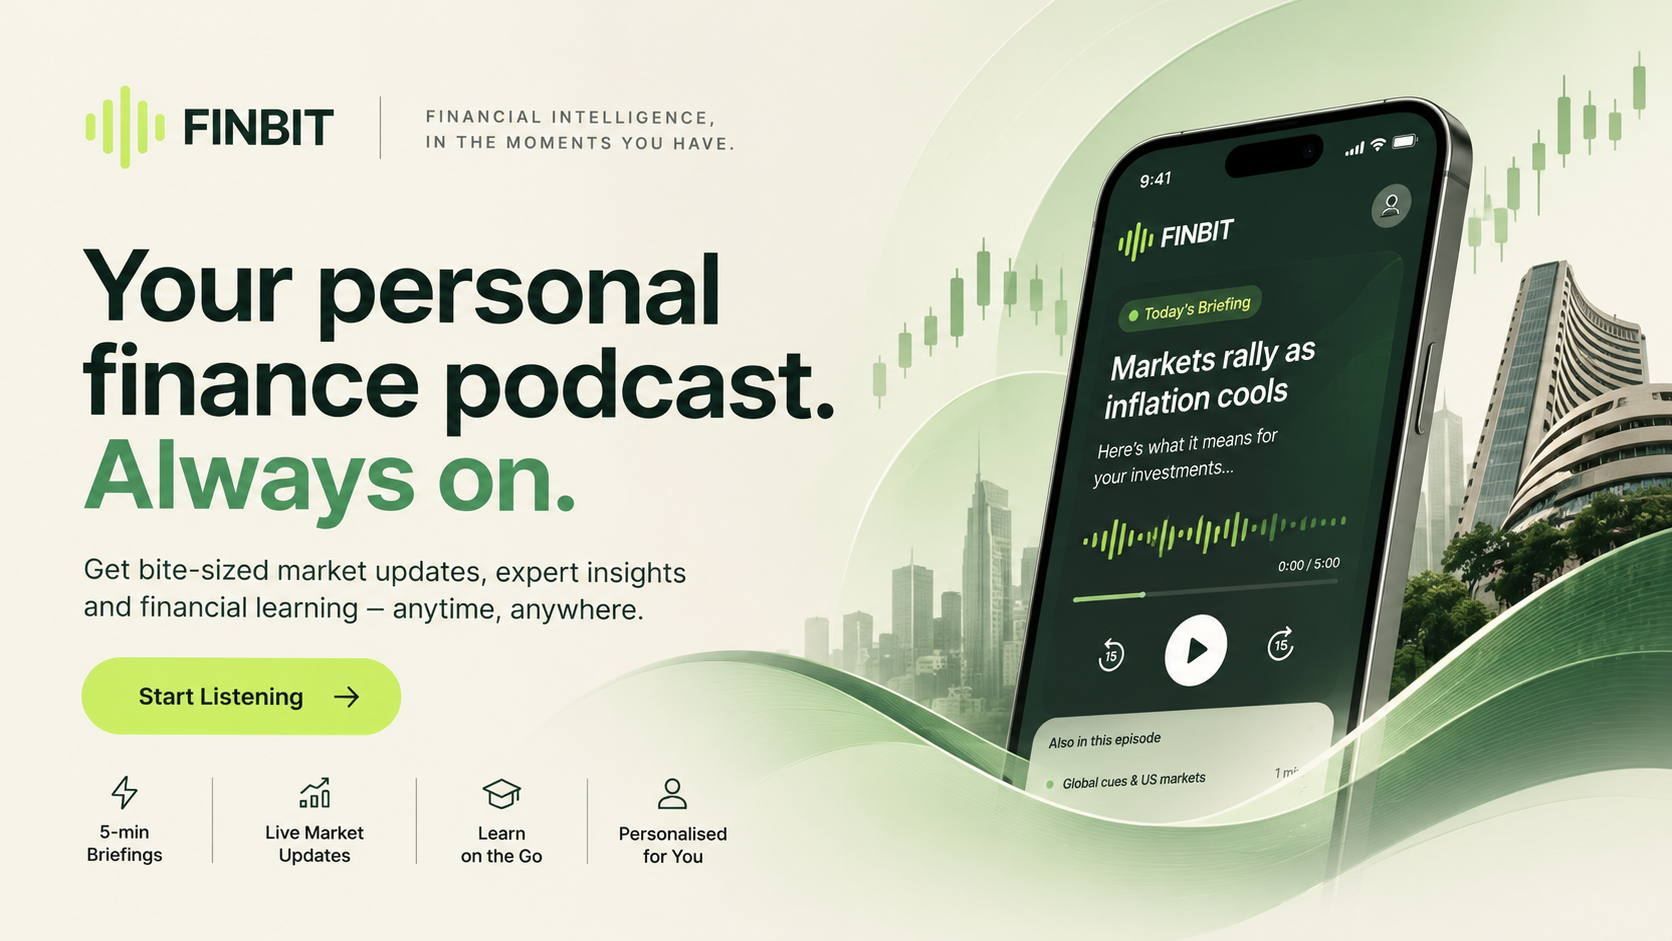 FINBIT
FINANCIAL INTELLIGENCE,
IN THE MOMENTS YOU HAVE.
Your personal
finance podcast.
Always on.
Get bite-sized market updates, expert insights
and financial learning – anytime, anywhere.
Start Listening
5-min
Briefings
Live Market
Updates
Learn
on the Go
Personalised
for You
9:41
FINBIT
Today's Briefing
Markets rally as
inflation cools
Here's what it means for
your investments...
0:00 / 5:00
15
15
Also in this episode
Global cues & US markets
1